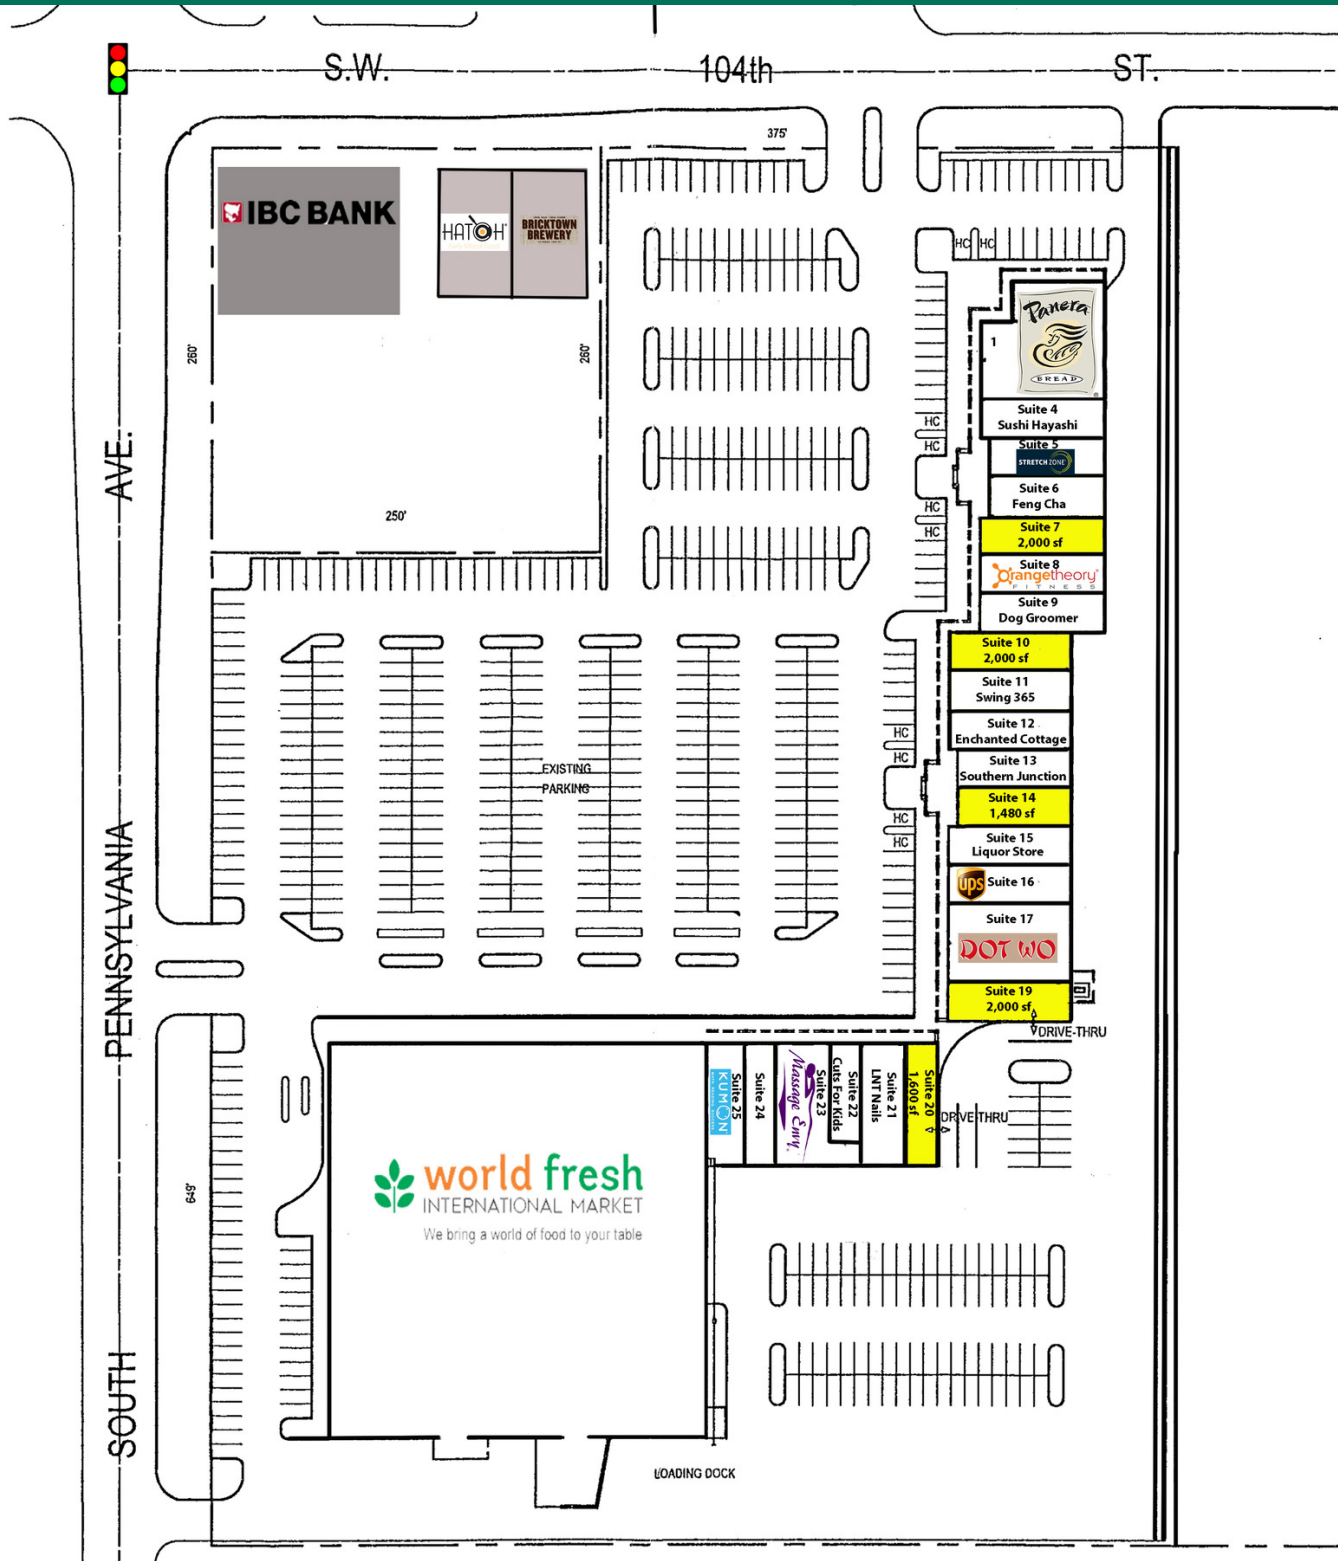 S.W. 104th ST.
375'
IBC BANK
HATCH
BRICKTOWN
BREWERY
HC HC
Panera
BREAD
1
260'
260'
250'
AVE.
PENNSYLVANIA
SOUTH
649'
HC
HC
HC
HC
Suite 4
Sushi Hayashi
Suite 5
STRETCH ZONE
Suite 6
Feng Cha
Suite 7
2,000 sf
Suite 8
Orangetheory
FITNESS
Suite 9
Dog Groomer
Suite 10
2,000 sf
Suite 11
Swing 365
Suite 12
Enchanted Cottage
Suite 13
Southern Junction
Suite 14
1,480 sf
Suite 15
Liquor Store
ups Suite 16
Suite 17
DOT WO
Suite 19
2,000 sf
HC
HC
HC
HC
EXISTING
PARKING
DRIVE-THRU
DRIVE-THRU
Suite 20
1,600 sf
Suite 21
LNT Nails
Suite 22
Cuts For Kids
Suite 23
Massage Envy
Suite 24
Suite 25
KUMON
world fresh
INTERNATIONAL MARKET
We bring a world of food to your table
LOADING DOCK